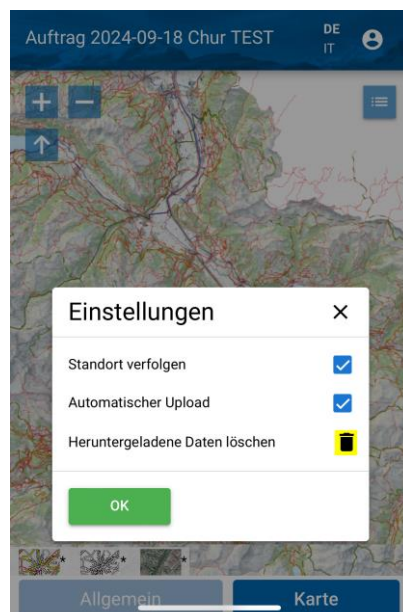 Auftrag 2024-09-18 Chur TEST
DE
IT
Einstellungen
Standort verfolgen
Automatischer Upload
Heruntergeladene Daten löschen
OK
* * *
Allgemein
Karte